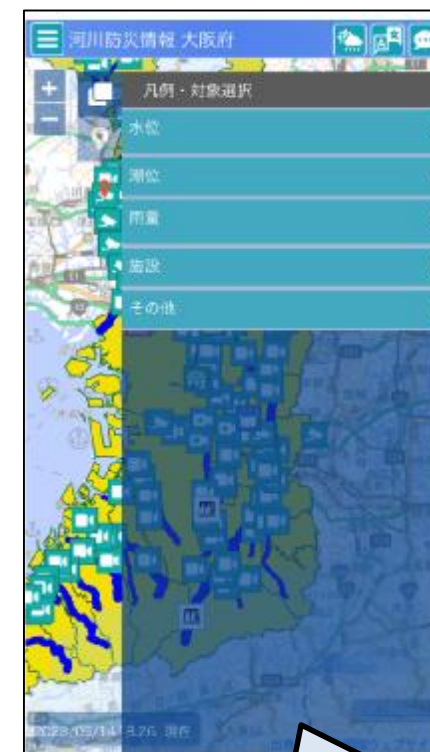 河川防災情報 大阪府
凡例・対象選択
水位
潮位
雨量
施設
その他